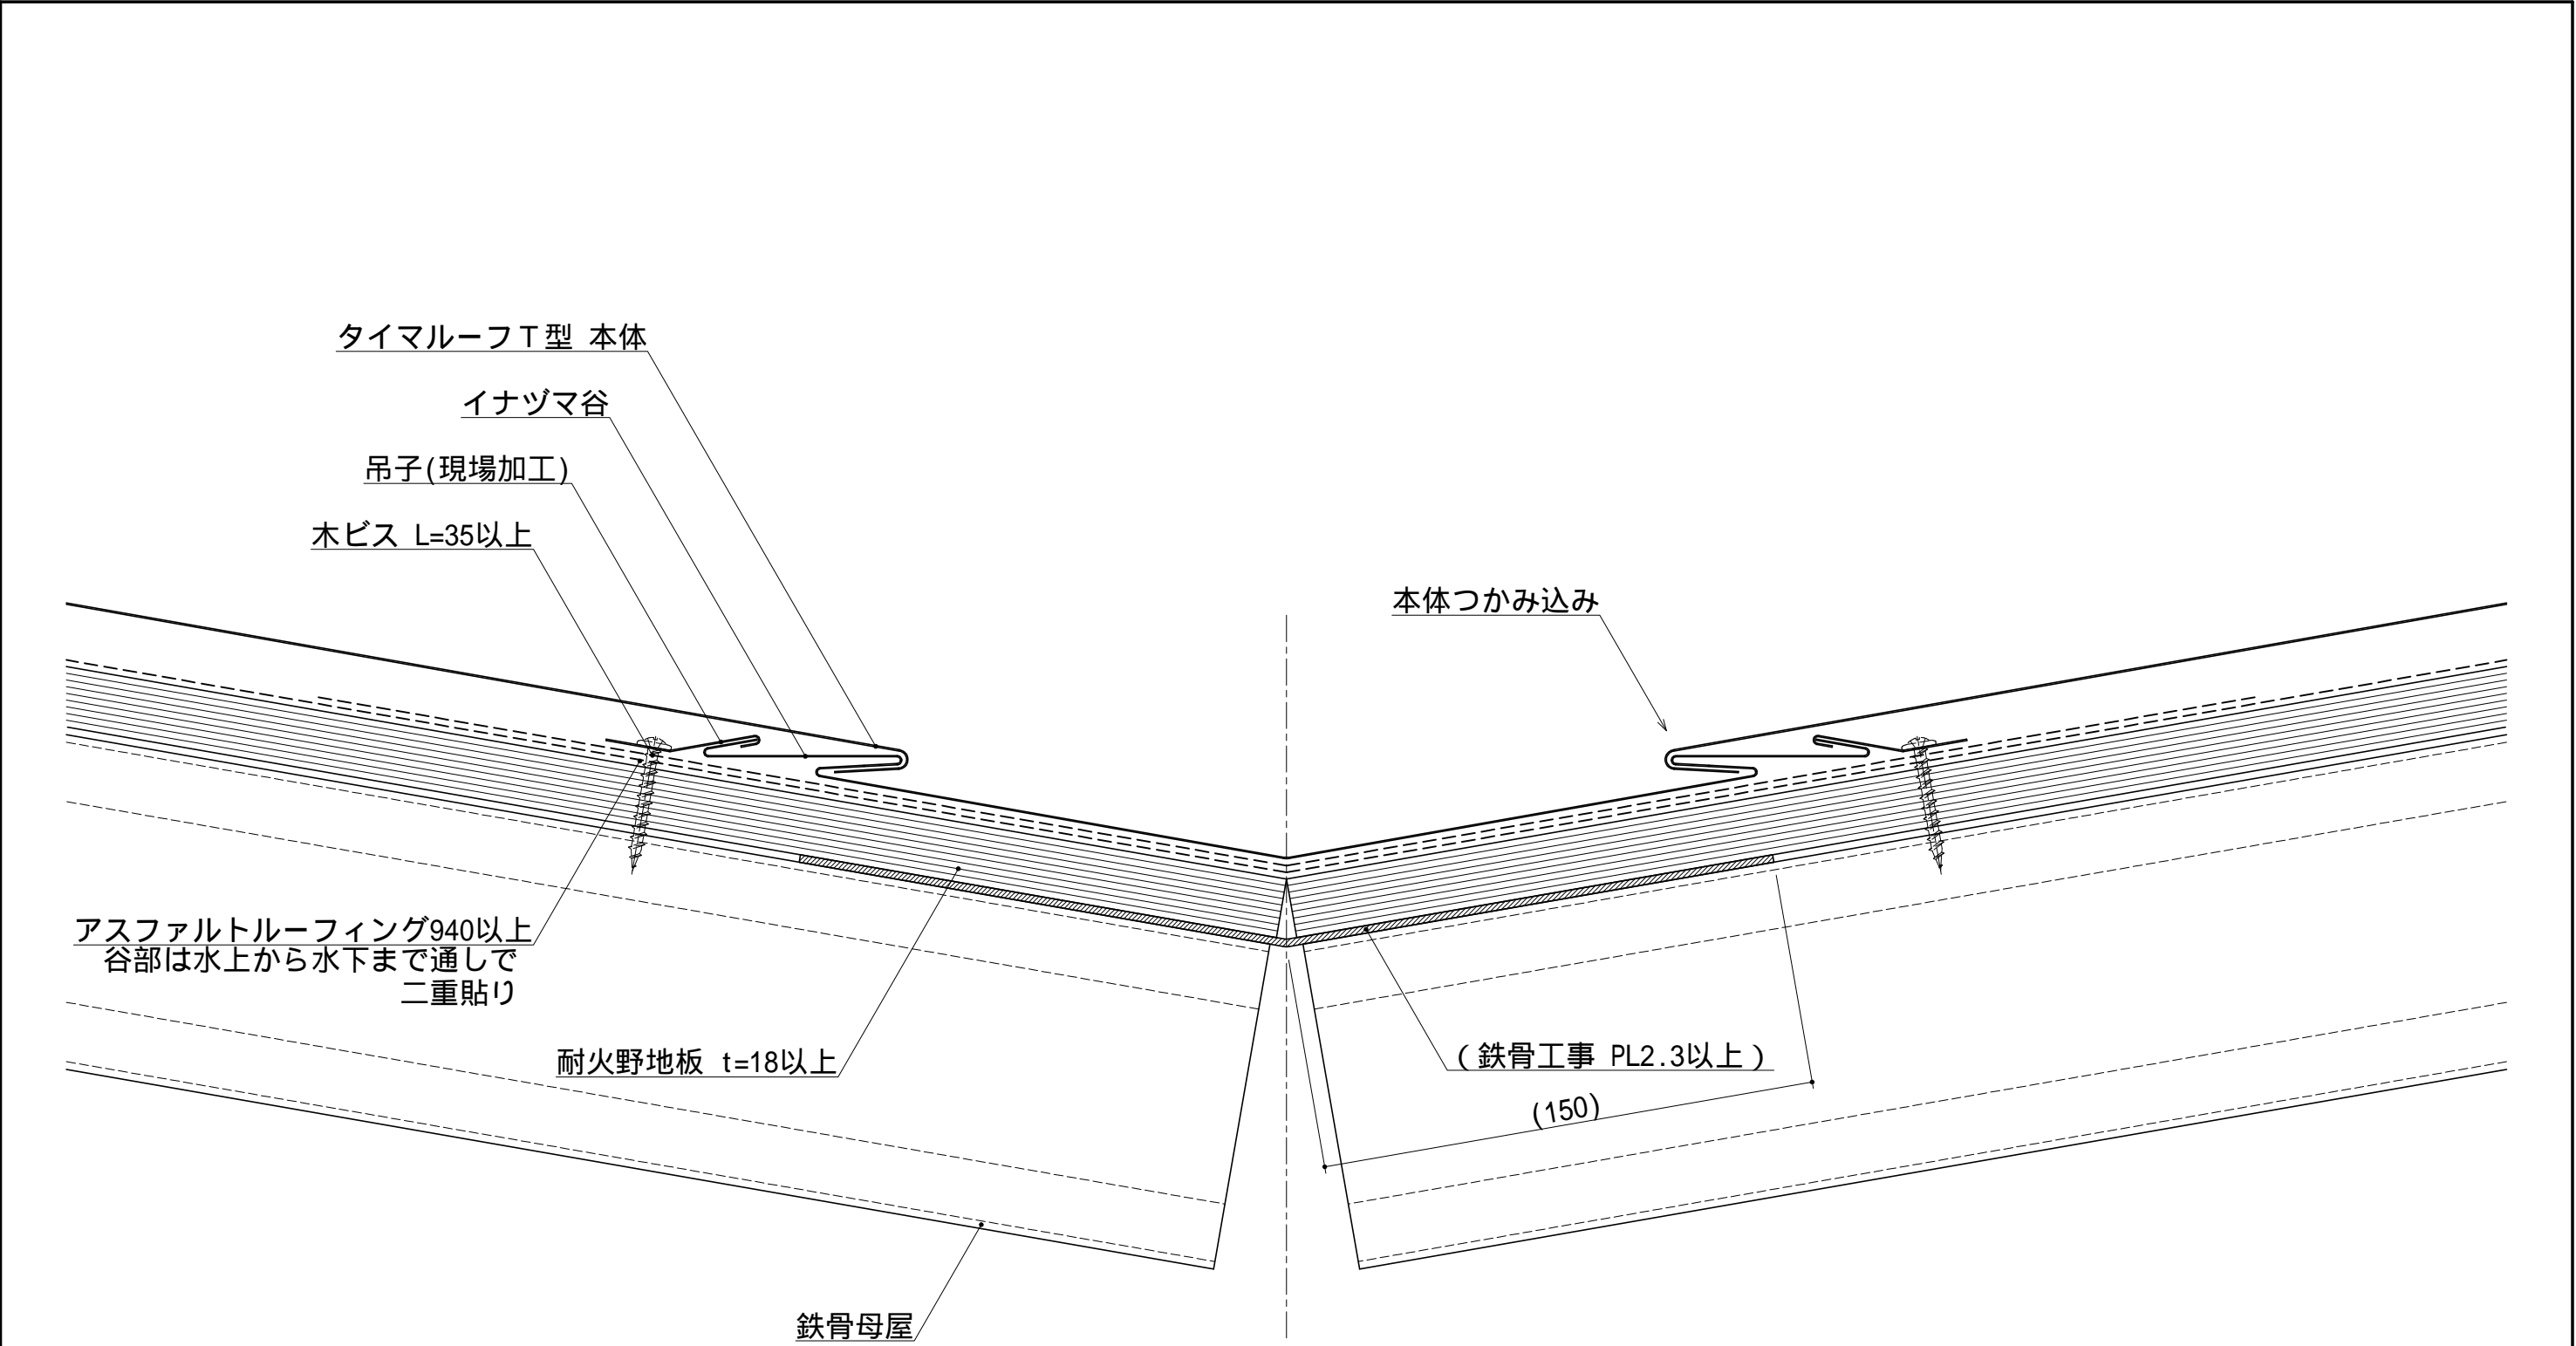 タイマルーフT型 本体
イナヅマ谷
吊子(現場加工)
木ビス L=35以上
本体つかみ込み
アスファルトルーフィング940以上
谷部は水上から水下まで通しで
二重貼り
耐火野地板 t=18以上
(鉄骨工事 PL2.3以上)
(150)
鉄骨母屋